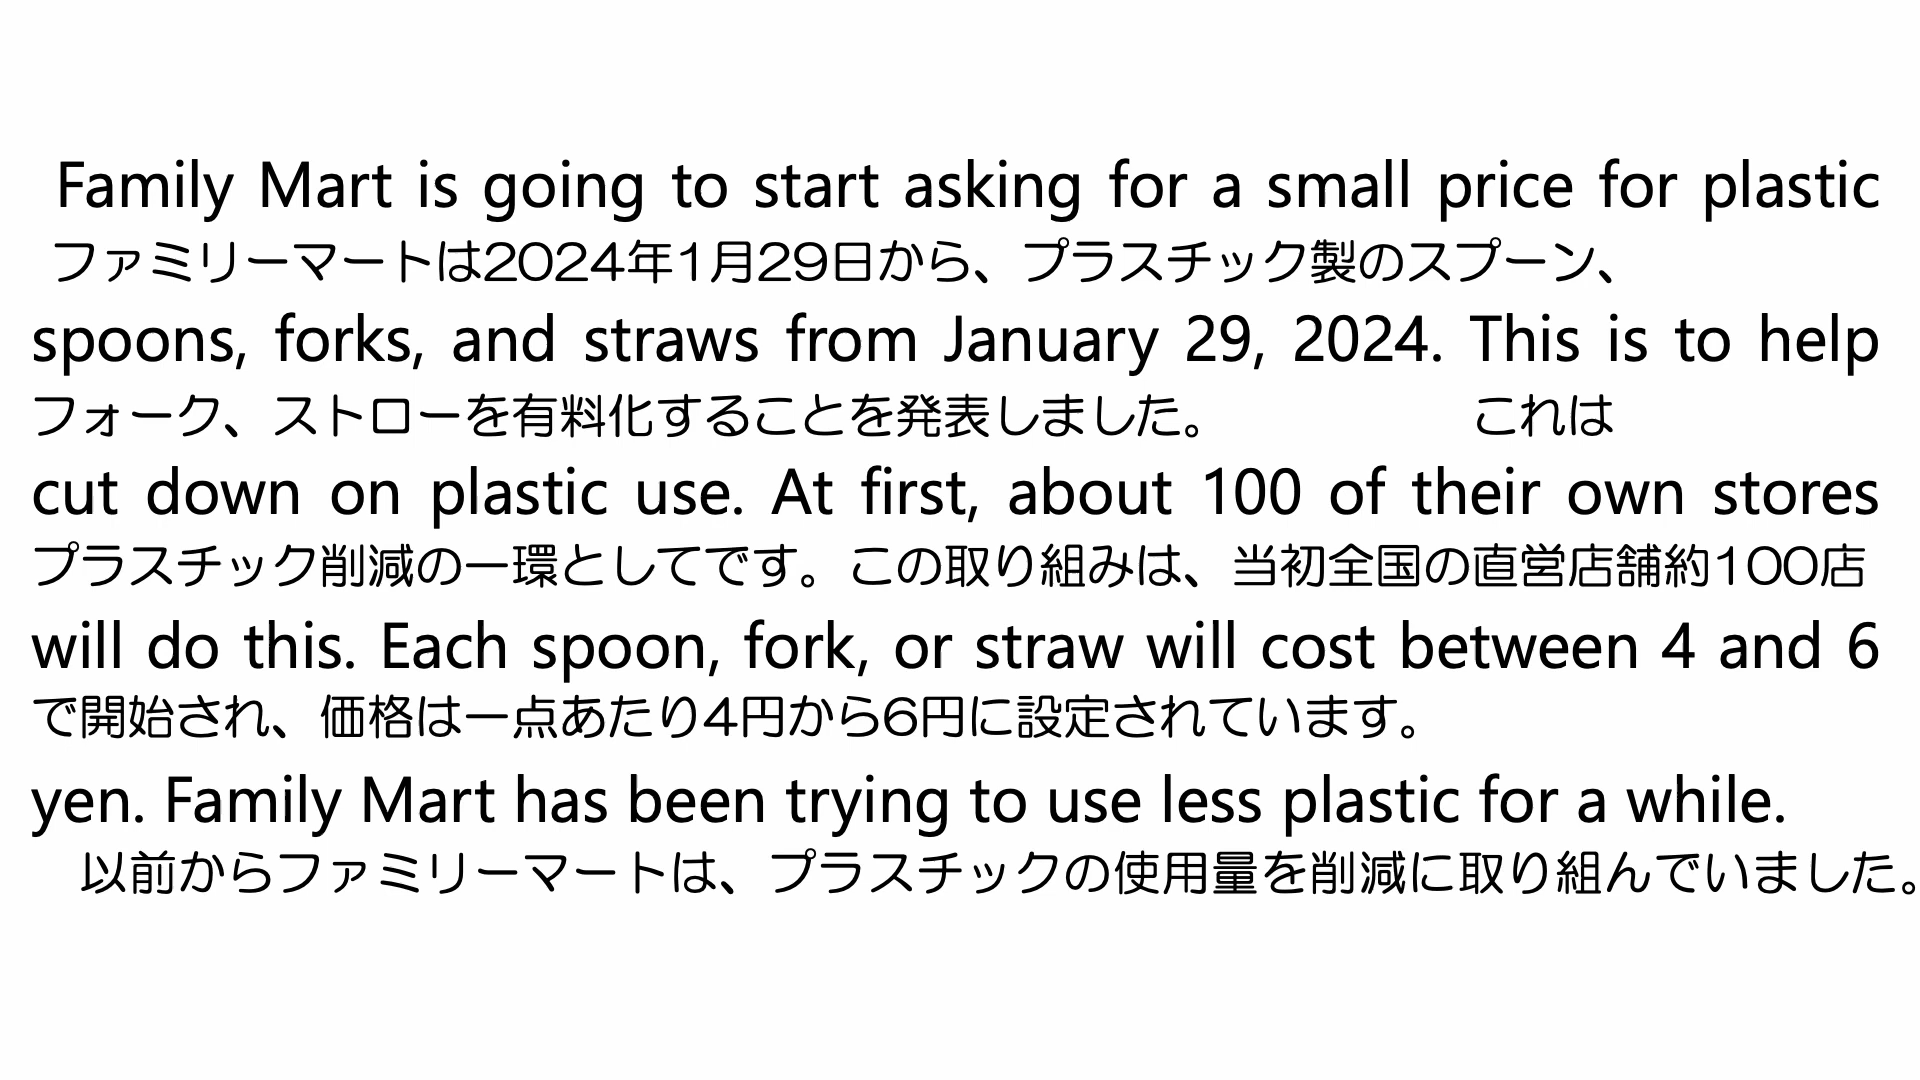 Family Mart is going to start asking for a small price for plastic
ファミリーマートは2024年1月29日から、プラスチック製のスプーン、
spoons, forks, and straws from January 29, 2024. This is to help
フォーク、ストローを有料化することを発表しました。 これは
cut down on plastic use. At first, about 100 of their own stores
プラスチック削減の一環としてです。この取り組みは、当初全国の直営店舗約100店
will do this. Each spoon, fork, or straw will cost between 4 and 6
で開始され、価格は一点あたり4円から6円に設定されています。
yen. Family Mart has been trying to use less plastic for a while.
以前からファミリーマートは、プラスチックの使用量を削減に取り組んでいました。